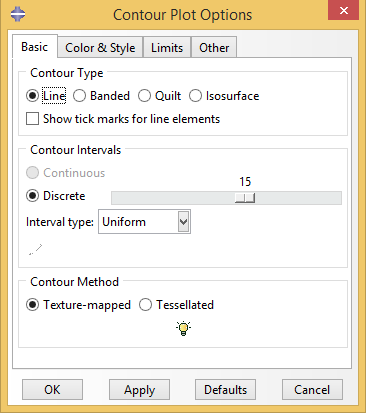 Contour Plot Options
Basic Color & Style Limits Other
Contour Type
Line Banded Quilt Isosurface
Show tick marks for line elements
Contour Intervals
Continuous
15
Discrete
Interval type: Uniform
Contour Method
Texture-mapped Tessellated
OK Apply Defaults Cancel